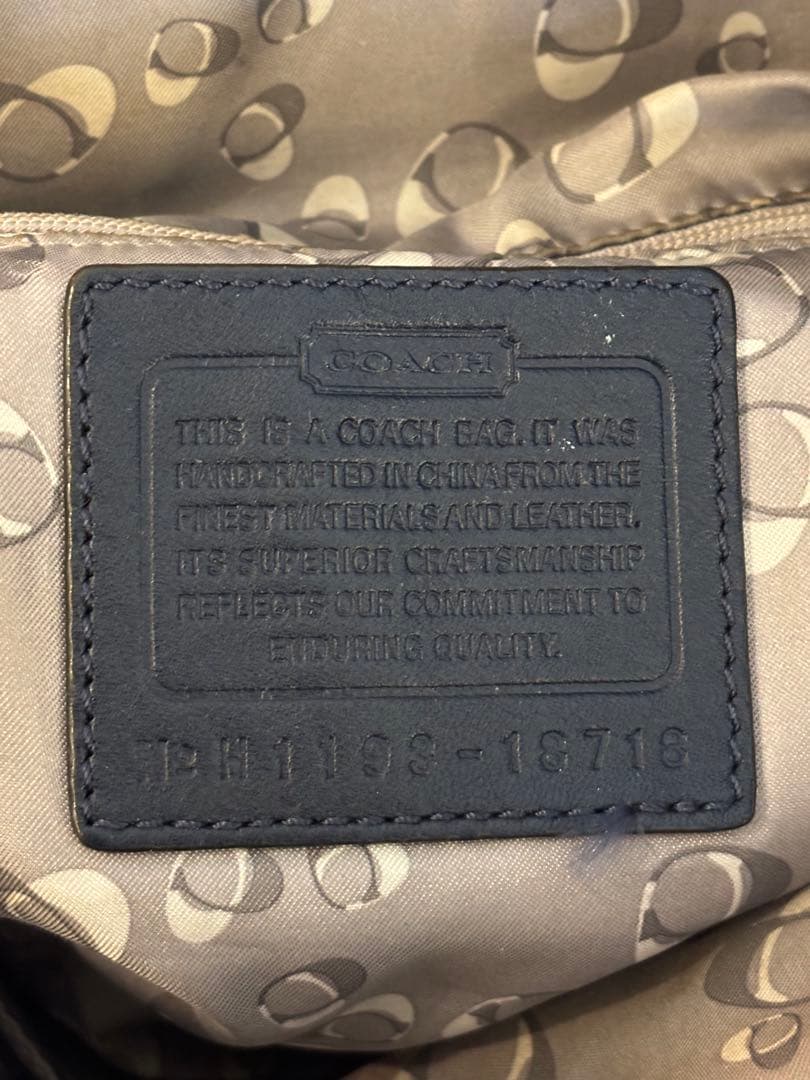 COACH
THIS IS A COACH BAG. IT WAS
HANDCRAFTED IN CHINA FROM THE
FINEST MATERIALS AND LEATHER.
ITS SUPERIOR CRAFTSMANSHIP
REFLECTS OUR COMMITMENT TO
ENDURING QUALITY.
No H1193-18718